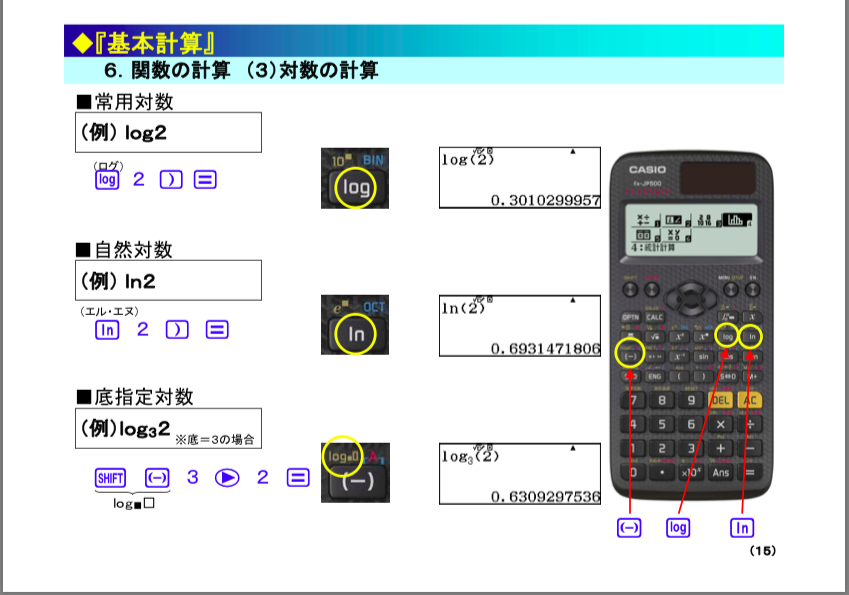 ◆『基本計算』
6．関数の計算 （3）対数の計算
■常用対数
（例） log2
（ログ）
log 2 ) =
10■ BIN
log
log(2)
0.3010299957
CASIO
fx-JP500
4:統計計算
■自然対数
（例） ln2
（エル・エヌ）
ln 2 ) =
e■ OCT
ln
ln(2)
0.6931471806
OPTN CALC
log ln
(−) sin
ENG ( ) S⇔D M+
7 8 9 DEL AC
4 5 6 × ÷
1 2 3 + −
0 • ×10ˣ Ans =
■底指定対数
（例）log₃2 ※底＝3の場合
SHIFT (−) 3 ▶ 2 =
log■□
log■□ A
(−)
log₃(2)
0.6309297536
(−) log ln
（15）